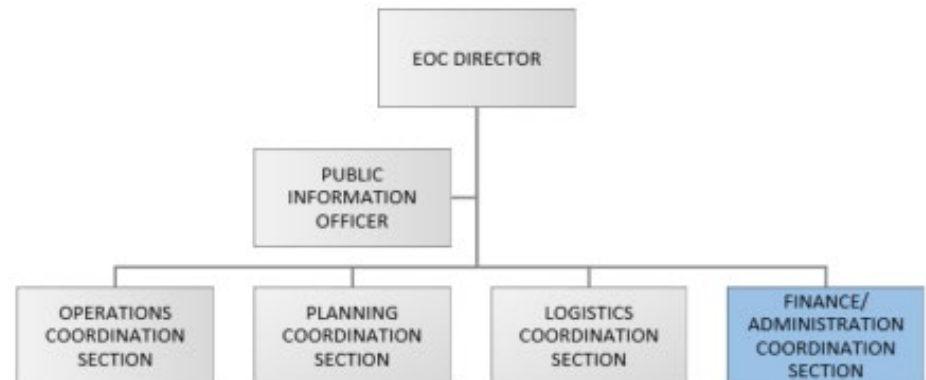 EOC DIRECTOR
PUBLIC
INFORMATION
OFFICER
OPERATIONS
COORDINATION
SECTION
PLANNING
COORDINATION
SECTION
LOGISTICS
COORDINATION
SECTION
FINANCE/
ADMINISTRATION
COORDINATION
SECTION